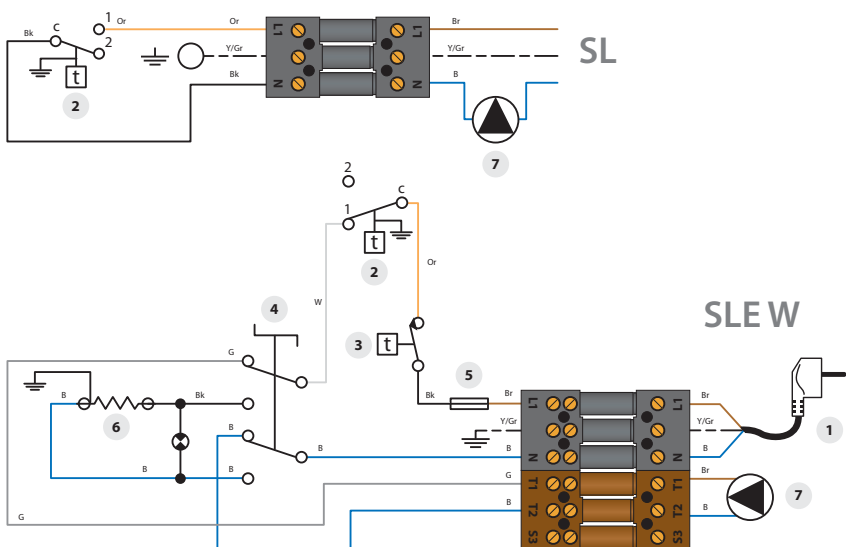 1 Or Or L1 L1 Br
Bk C 2 Y/Gr Y/Gr SL
t Bk N N B
2
7
2
C
1
t
2 Or
SLE W
4 W
3 t
G
5
Bk Br L1 L1 Br
B Bk Y/Gr Y/Gr 1
6 B
B N N B
B B G T1 T1 Br
B T2 T2 B 7
G S3 S3